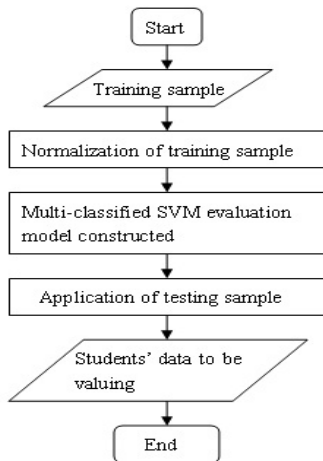 Start
Training sample
Normalization of training sample
Multi-classified SVM evaluation
model constructed
Application of testing sample
Students' data to be
valuing
End